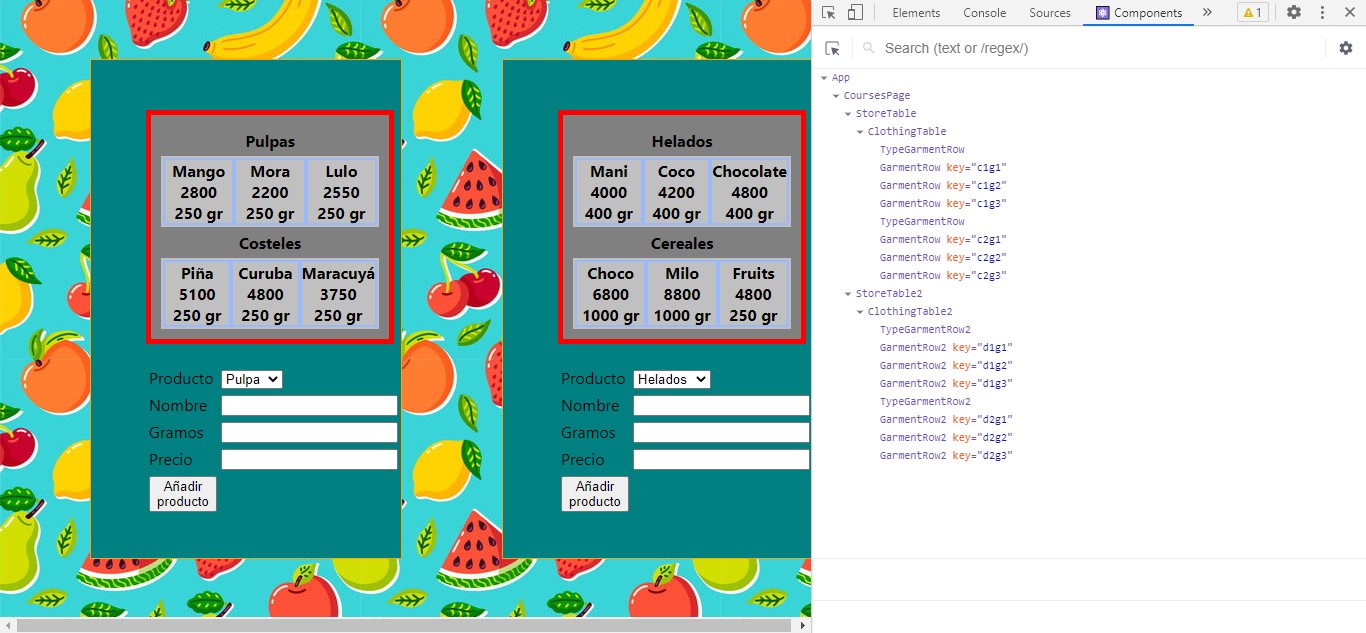 Pulpas
Mango Mora Lulo
2800 2200 2550
250 gr 250 gr 250 gr
Costeles
Piña Curuba Maracuyá
5100 4800 3750
250 gr 250 gr 250 gr
Producto Pulpa
Nombre
Gramos
Precio
Añadir
producto
Helados
Mani Coco Chocolate
4000 4200 4800
400 gr 400 gr 400 gr
Cereales
Choco Milo Fruits
6800 8800 4800
1000 gr 1000 gr 250 gr
Producto Helados
Nombre
Gramos
Precio
Añadir
producto
Elements Console Sources Components » 1
Search (text or /regex/)
App
CoursesPage
StoreTable
ClothingTable
TypeGarmentRow
GarmentRow key="c1g1"
GarmentRow key="c1g2"
GarmentRow key="c1g3"
TypeGarmentRow
GarmentRow key="c2g1"
GarmentRow key="c2g2"
GarmentRow key="c2g3"
StoreTable2
ClothingTable2
TypeGarmentRow2
GarmentRow2 key="d1g1"
GarmentRow2 key="d1g2"
GarmentRow2 key="d1g3"
TypeGarmentRow2
GarmentRow2 key="d2g1"
GarmentRow2 key="d2g2"
GarmentRow2 key="d2g3"